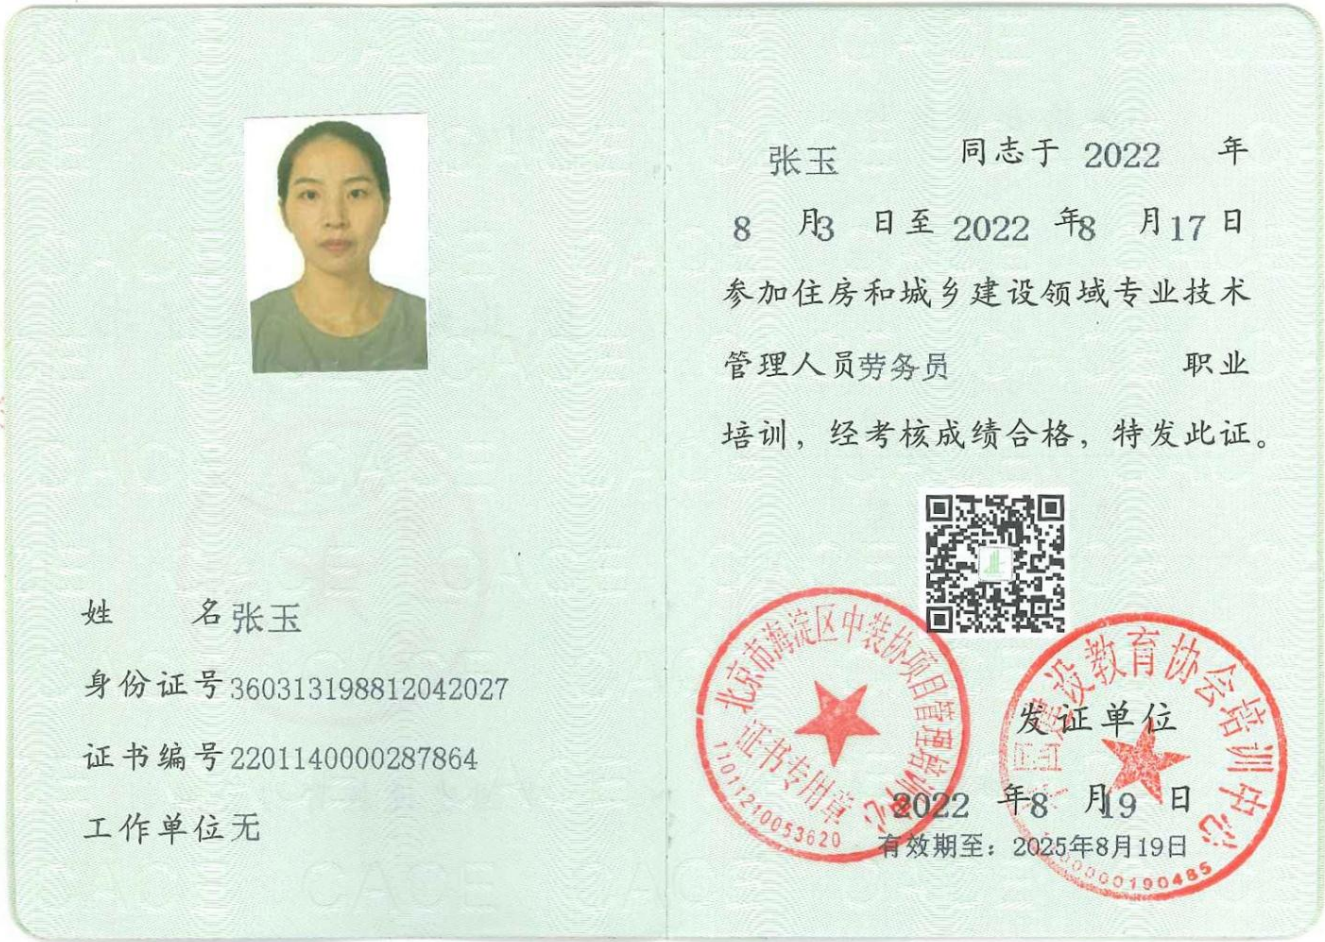 姓 名 张玉
身份证号 360313198812042027
证书编号 2201140000287864
工作单位 无
张玉 同志于 2022 年
8 月 3 日至 2022 年 8 月 17 日
参加住房和城乡建设领域专业技术
管理人员 劳务员 职业
培训，经考核成绩合格，特发此证。
北京市海淀区中装协项目管理培训中心
证书专用章
11011210053620
建设教育协会培训中心
发证单位
2022 年 8 月 19 日
有效期至：2025年8月19日